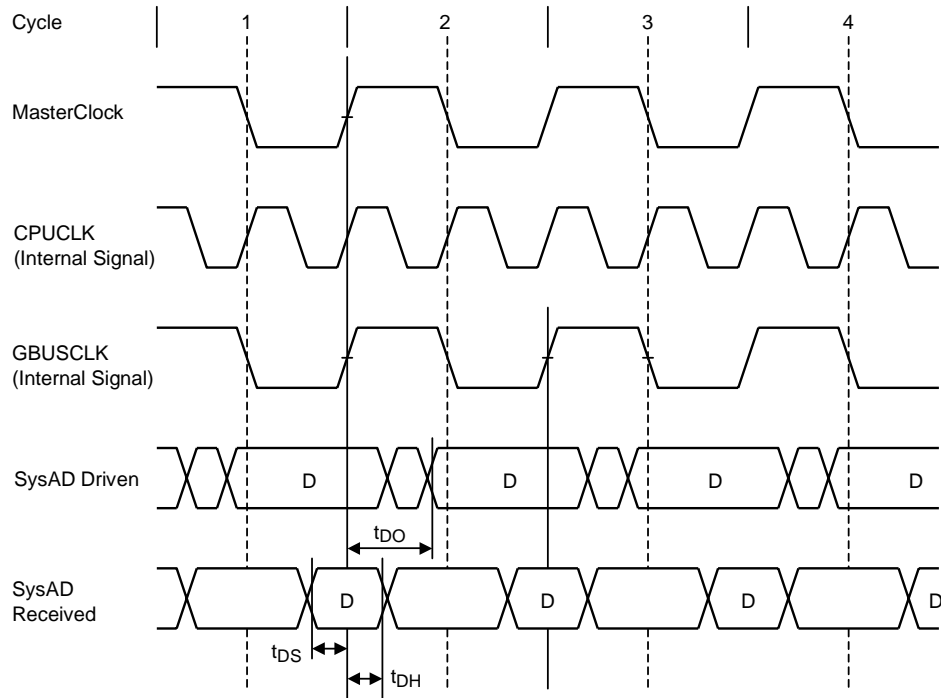 Cycle 1 2 3 4
MasterClock
CPUCLK
(Internal Signal)
GBUSCLK
(Internal Signal)
SysAD Driven D D D D
tDO
SysAD
Received D D D D
tDS
tDH